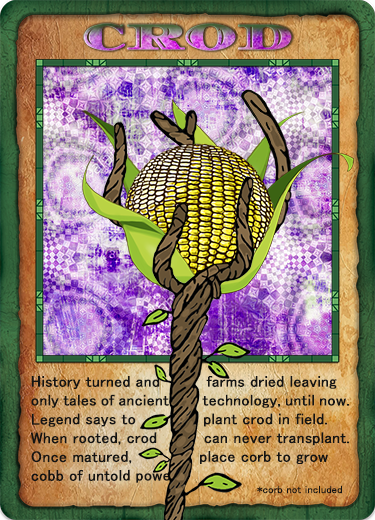 CROD
History turned and farms dried leaving
only tales of ancient technology, until now.
Legend says to plant crod in field.
When rooted, crod can never transplant.
Once matured, place corb to grow
cobb of untold powe
*corb not included